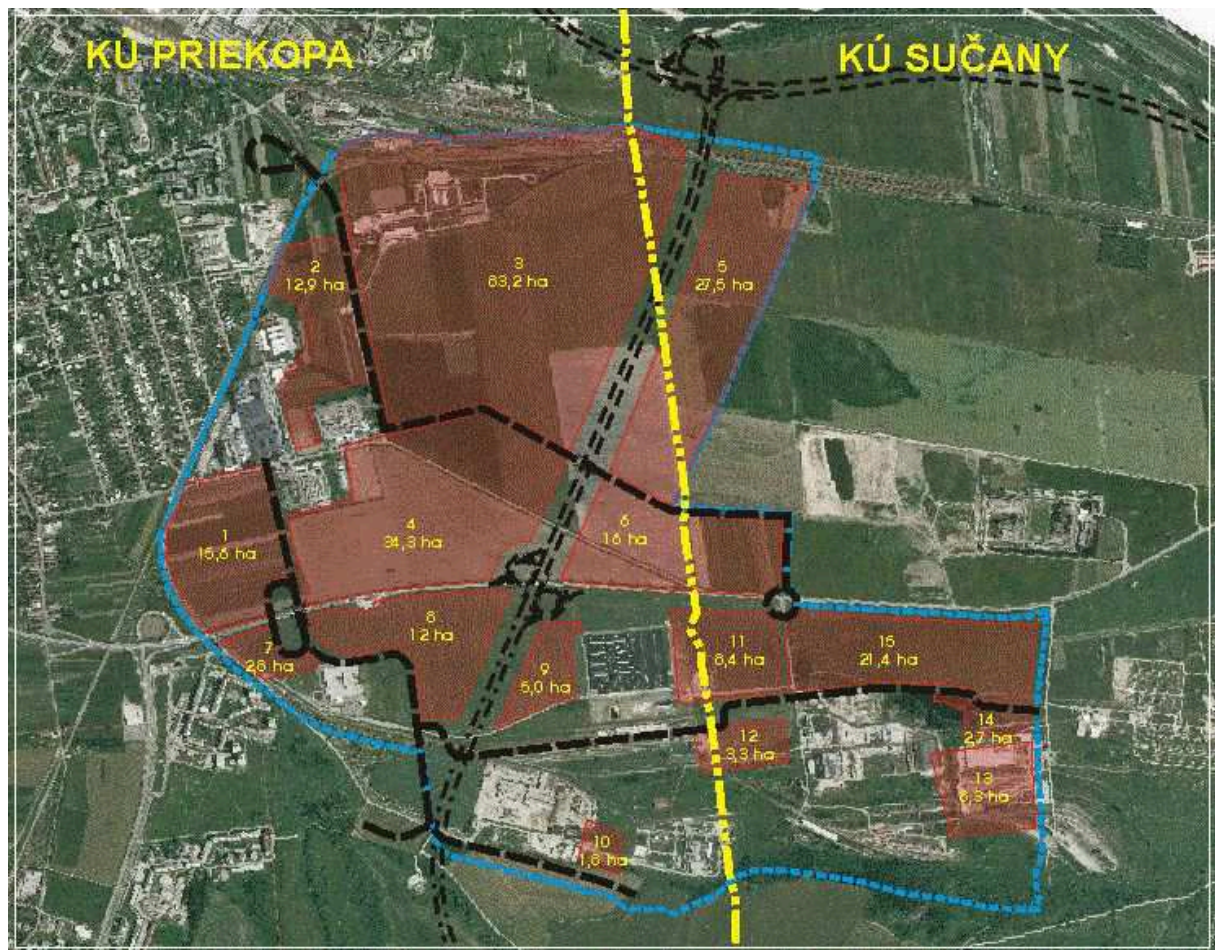 KÚ PRIEKOPA
KÚ SUČANY
2
12,9 ha
3
63,2 ha
5
27,5 ha
1
15,6 ha
4
34,3 ha
6
16 ha
7
2,6 ha
8
12 ha
9
5,0 ha
11
8,4 ha
15
21,4 ha
12
3,3 ha
14
2,7 ha
13
6,3 ha
10
1,8 ha